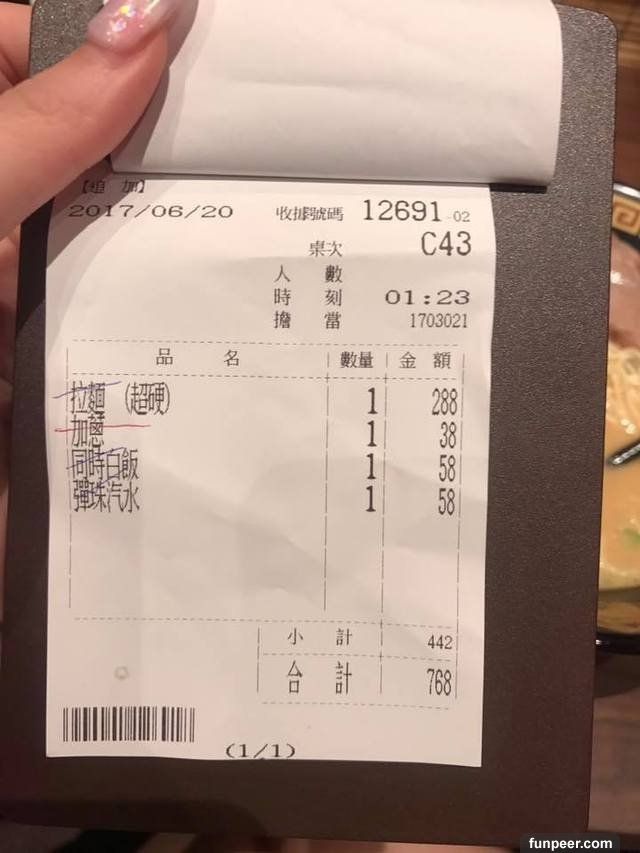 【追 加】
2017/06/20 收據號碼 12691-02
桌次 C43
人 數
時 刻 01:23
擔 當 1703021
品 名 數量 金 額
拉麵 (超硬) 1 288
加蔥 1 38
同時白飯 1 58
彈珠汽水 1 58
小 計 442
合 計 768
(1/1)
funpeer.com